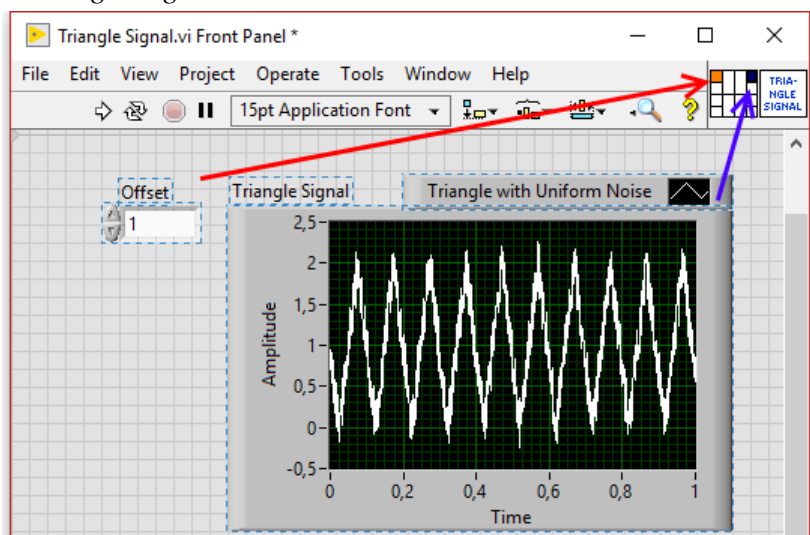 Triangle Signal.vi Front Panel *
File Edit View Project Operate Tools Window Help
TRIA-
NGLE
SIGNAL
15pt Application Font
?
Offset
1
Triangle Signal
Triangle with Uniform Noise
2,5-
2-
1,5-
1-
0,5-
0-
-0,5-
Amplitude
0 0,2 0,4 0,6 0,8 1
Time